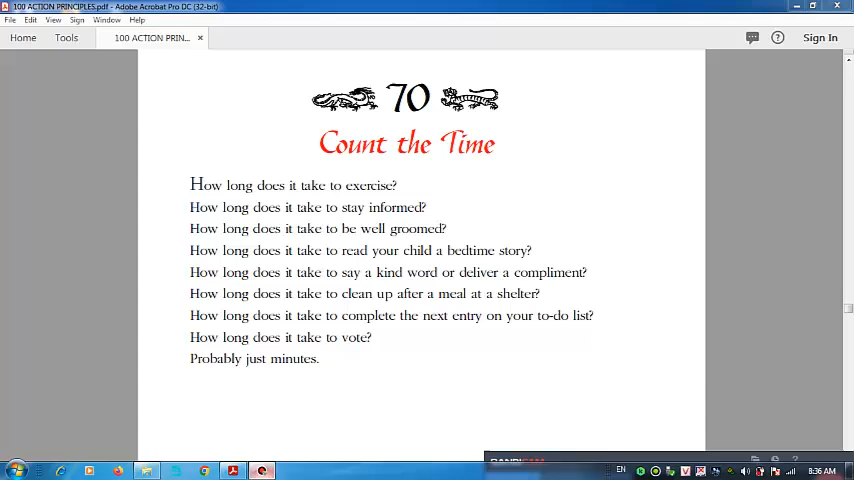 100 ACTION PRINCIPLES.pdf - Adobe Acrobat Pro DC (32-bit)
File Edit View Sign Window Help
Home Tools 100 ACTION PRIN... × Sign In
70
Count the Time
How long does it take to exercise?
How long does it take to stay informed?
How long does it take to be well groomed?
How long does it take to read your child a bedtime story?
How long does it take to say a kind word or deliver a compliment?
How long does it take to clean up after a meal at a shelter?
How long does it take to complete the next entry on your to-do list?
How long does it take to vote?
Probably just minutes.
BANDICAM
EN 8:36 AM